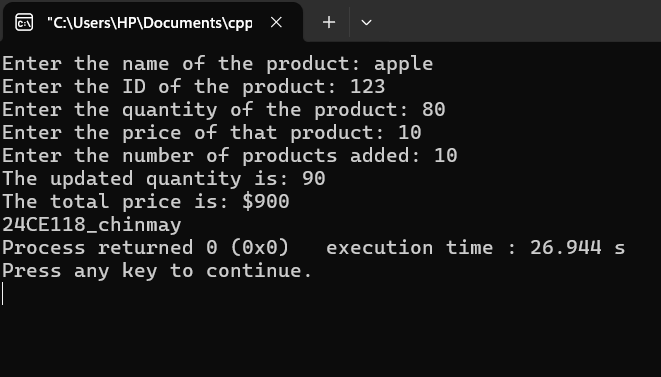 "C:\Users\HP\Documents\cpp
Enter the name of the product: apple
Enter the ID of the product: 123
Enter the quantity of the product: 80
Enter the price of that product: 10
Enter the number of products added: 10
The updated quantity is: 90
The total price is: $900
24CE118_chinmay
Process returned 0 (0x0)   execution time : 26.944 s
Press any key to continue.